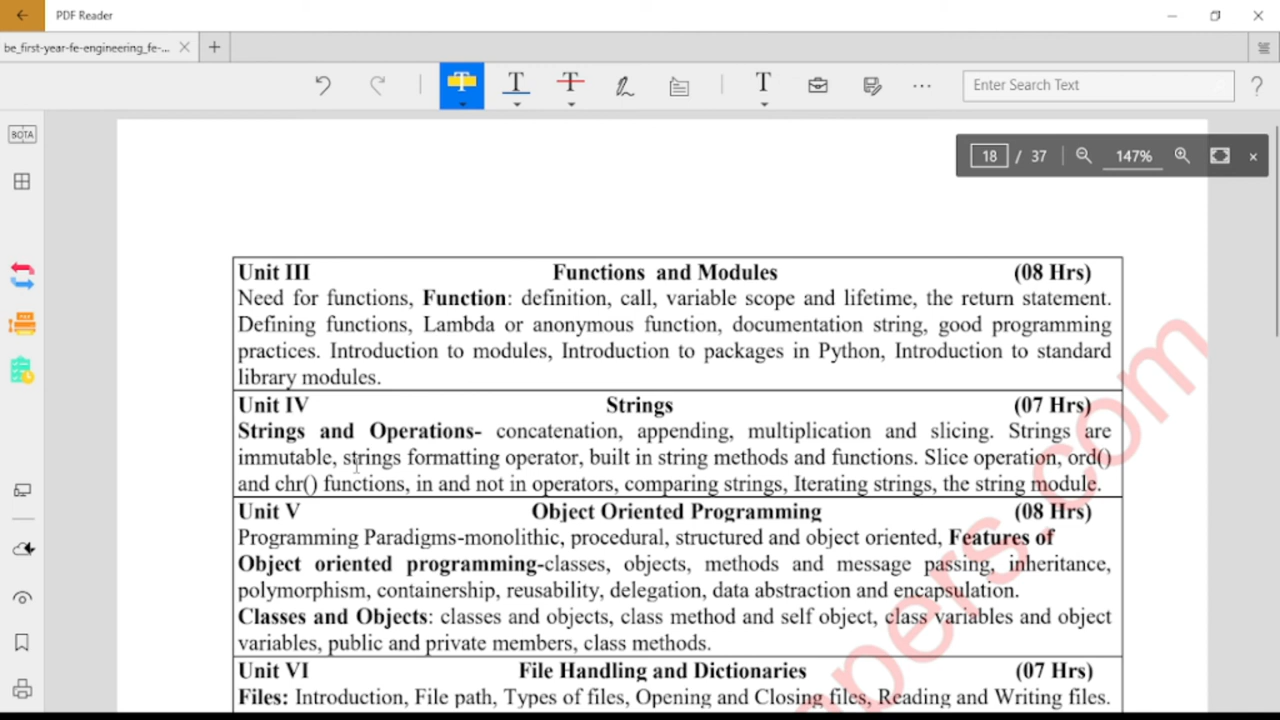 PDF Reader
be_first-year-fe-engineering_fe-...
Enter Search Text
?
BOTA
18 / 37
147%
Unit III Functions and Modules (08 Hrs)
Need for functions, Function: definition, call, variable scope and lifetime, the return statement.
Defining functions, Lambda or anonymous function, documentation string, good programming
practices. Introduction to modules, Introduction to packages in Python, Introduction to standard
library modules.
Unit IV Strings (07 Hrs)
Strings and Operations- concatenation, appending, multiplication and slicing. Strings are
immutable, strings formatting operator, built in string methods and functions. Slice operation, ord()
and chr() functions, in and not in operators, comparing strings, Iterating strings, the string module.
Unit V Object Oriented Programming (08 Hrs)
Programming Paradigms-monolithic, procedural, structured and object oriented, Features of
Object oriented programming-classes, objects, methods and message passing, inheritance,
polymorphism, containership, reusability, delegation, data abstraction and encapsulation.
Classes and Objects: classes and objects, class method and self object, class variables and object
variables, public and private members, class methods.
Unit VI File Handling and Dictionaries (07 Hrs)
Files: Introduction, File path, Types of files, Opening and Closing files, Reading and Writing files.
pers.com